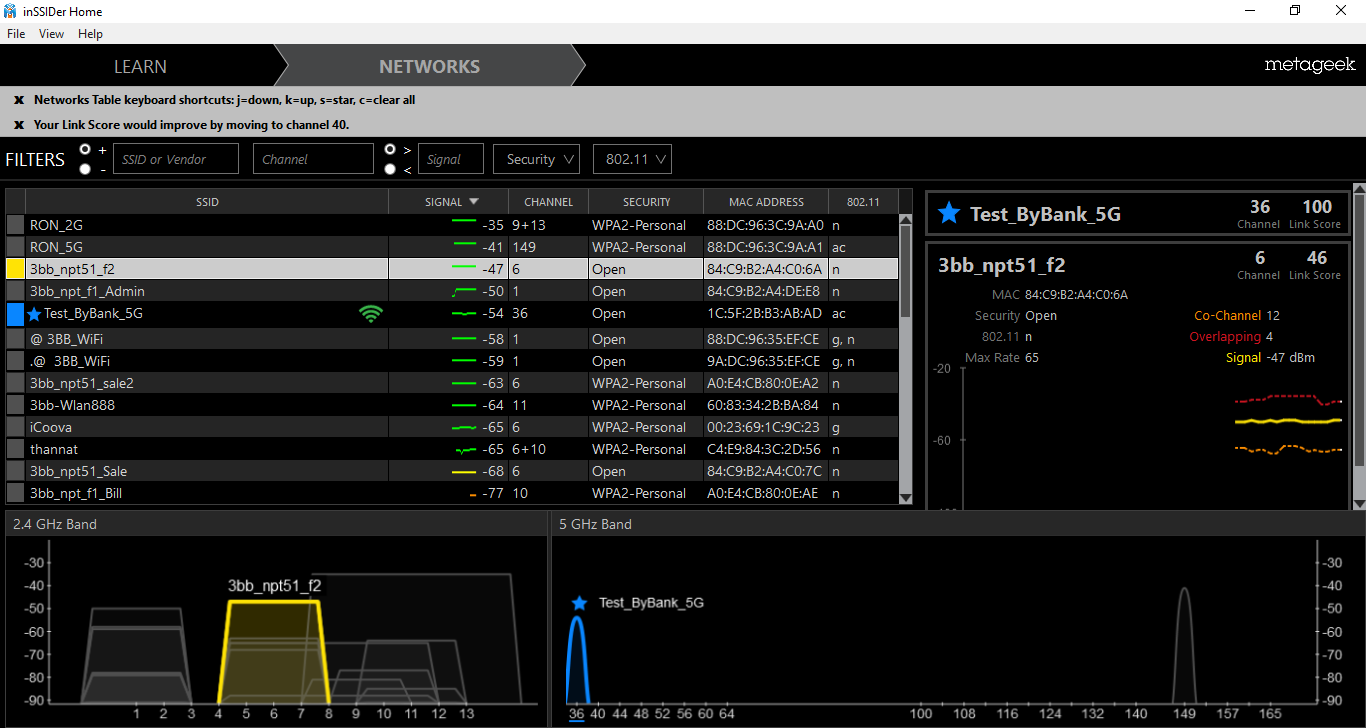 inSSIDer Home
File View Help
LEARN NETWORKS metageek
x Networks Table keyboard shortcuts: j=down, k=up, s=star, c=clear all
x Your Link Score would improve by moving to channel 40.
FILTERS + - SSID or Vendor Channel > < Signal Security 802.11
SSID SIGNAL CHANNEL SECURITY MAC ADDRESS 802.11
RON_2G -35 9+13 WPA2-Personal 88:DC:96:3C:9A:A0 n
RON_5G -41 149 WPA2-Personal 88:DC:96:3C:9A:A1 ac
3bb_npt51_f2 -47 6 Open 84:C9:B2:A4:C0:6A n
3bb_npt_f1_Admin -50 1 Open 84:C9:B2:A4:DE:E8 n
Test_ByBank_5G -54 36 Open 1C:5F:2B:B3:AB:AD ac
@ 3BB_WiFi -58 1 Open 88:DC:96:35:EF:CE g, n
.@ 3BB_WiFi -59 1 Open 9A:DC:96:35:EF:CE g, n
3bb_npt51_sale2 -63 6 WPA2-Personal A0:E4:CB:80:0E:A2 n
3bb-Wlan888 -64 11 WPA2-Personal 60:83:34:2B:BA:84 n
iCoova -65 6 WPA2-Personal 00:23:69:1C:9C:23 g
thannat -65 6+10 WPA2-Personal C4:E9:84:3C:2D:56 n
3bb_npt51_Sale -68 6 Open 84:C9:B2:A4:C0:7C n
3bb_npt_f1_Bill -77 10 WPA2-Personal A0:E4:CB:80:0E:AE n
Test_ByBank_5G 36 100
Channel Link Score
3bb_npt51_f2 6 46
Channel Link Score
MAC 84:C9:B2:A4:C0:6A
Security Open Co-Channel 12
802.11 n Overlapping 4
Max Rate 65 Signal -47 dBm
-20
-60
2.4 GHz Band
-30
-40
-50
-60
-70
-80
-90
3bb_npt51_f2
1 2 3 4 5 6 7 8 9 10 11 12 13
5 GHz Band
Test_ByBank_5G
-30
-40
-50
-60
-70
-80
-90
36 40 44 48 52 56 60 64 100 108 116 124 132 140 149 157 165